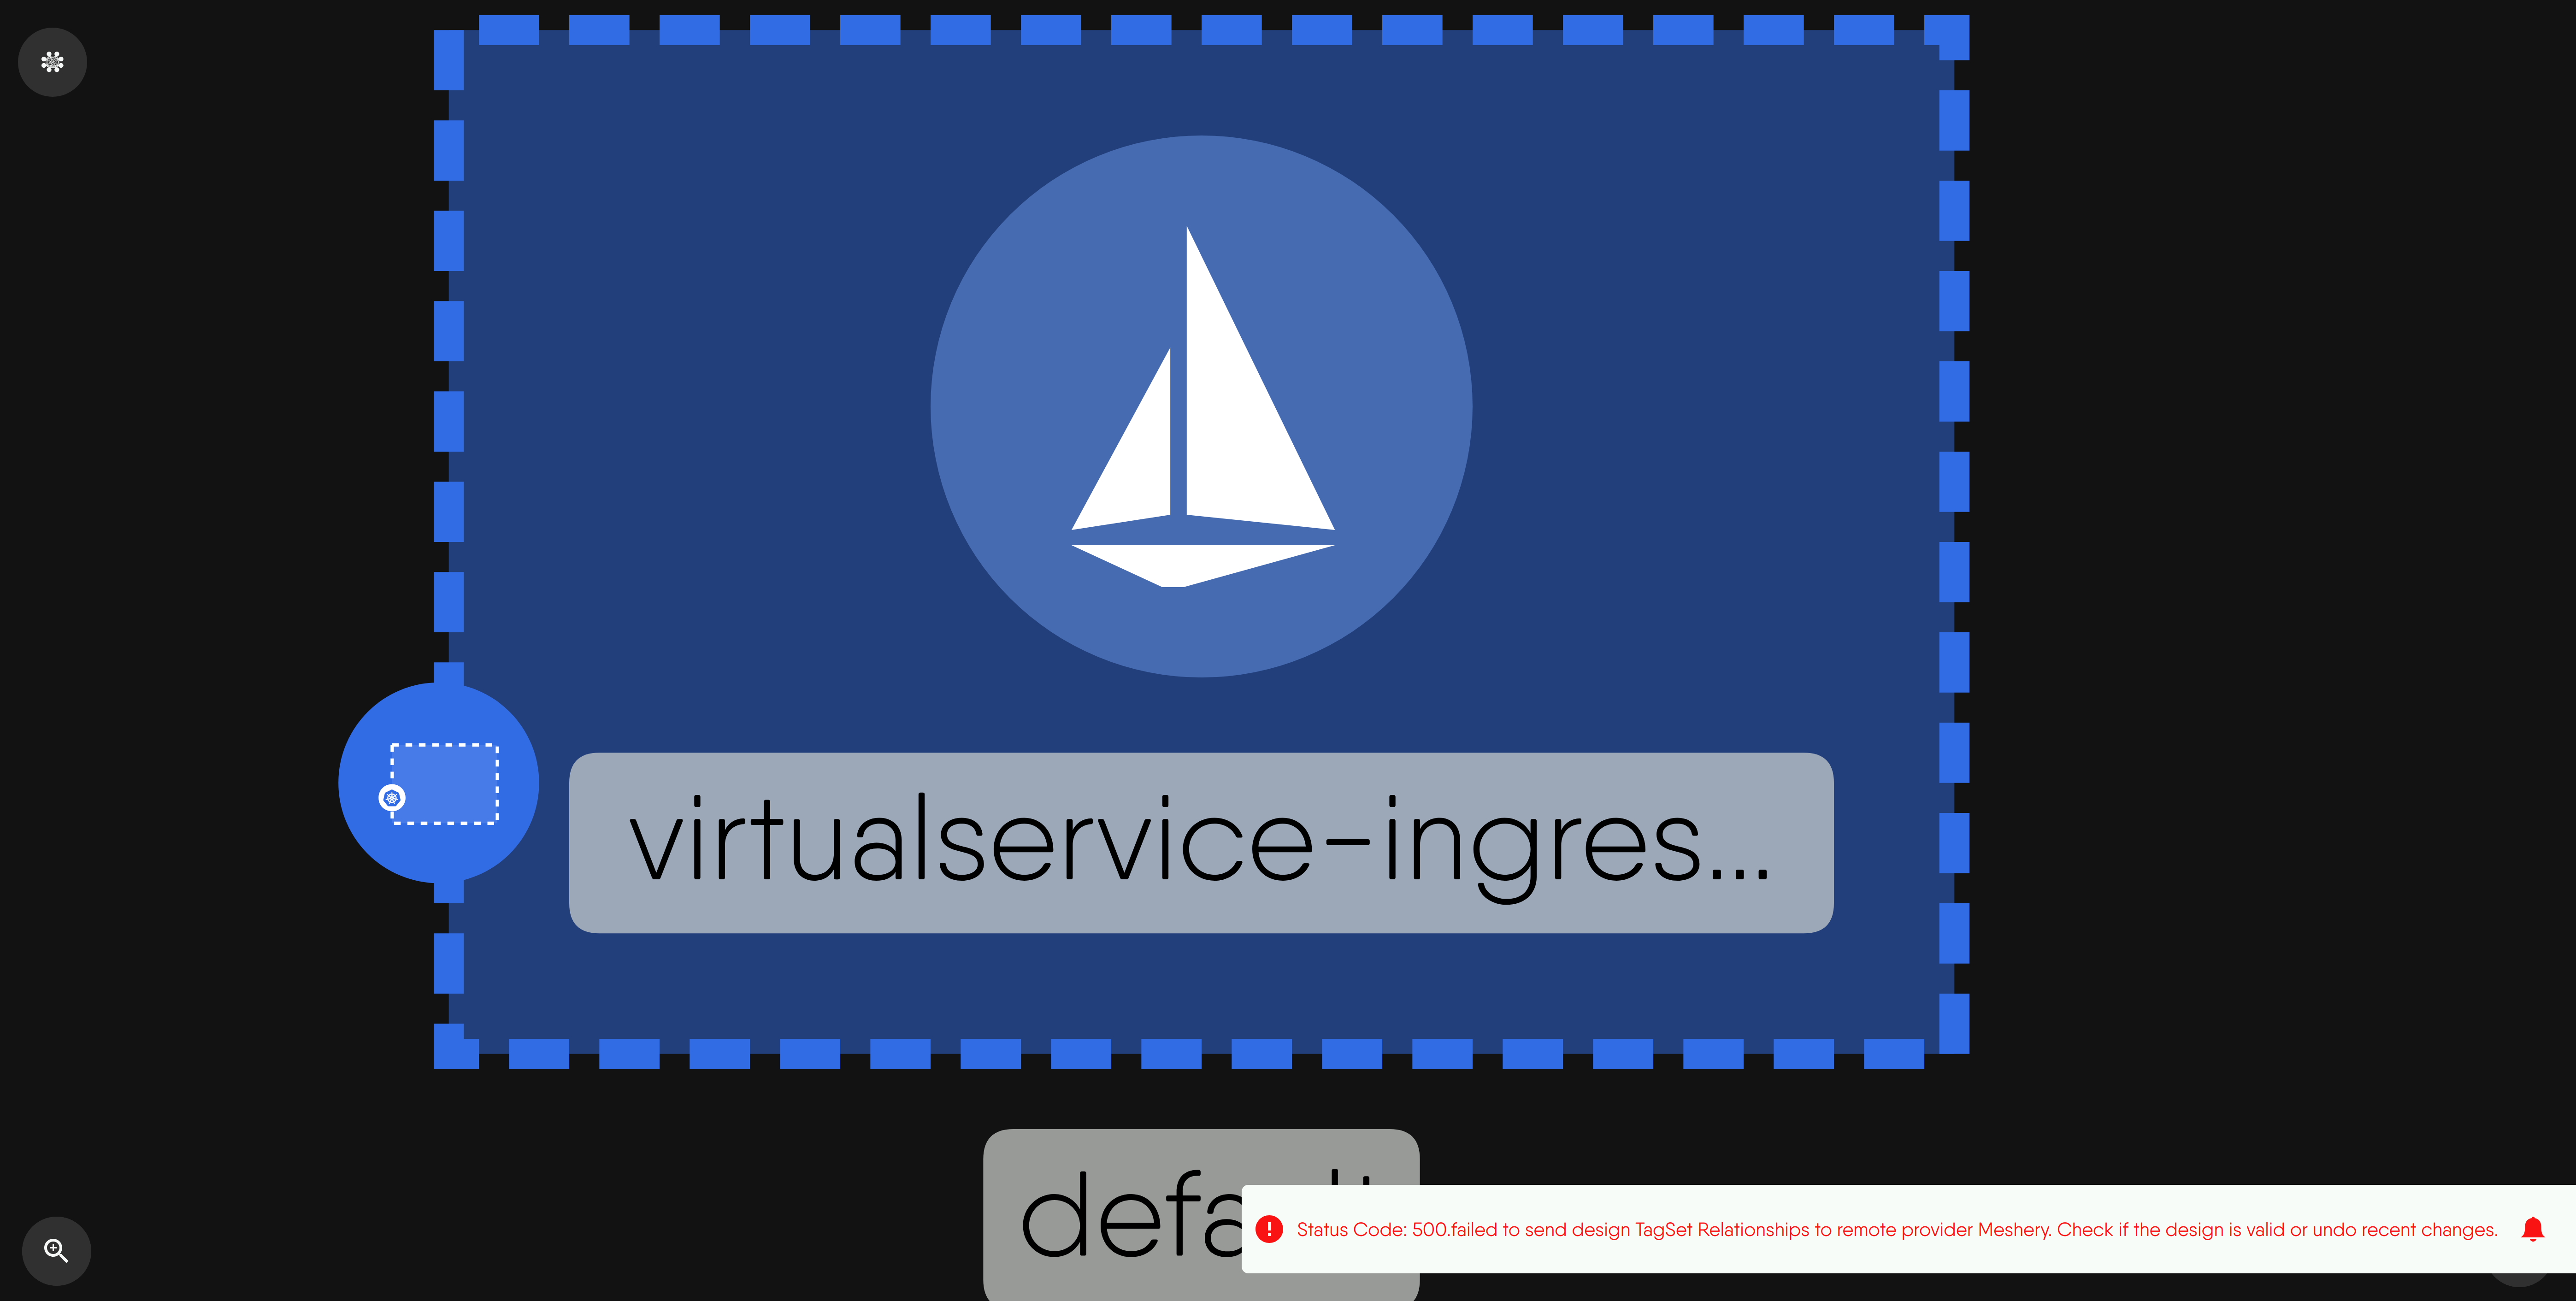 virtualservice-ingres...
Status Code: 500.failed to send design TagSet Relationships to remote provider Meshery. Check if the design is valid or undo recent changes.